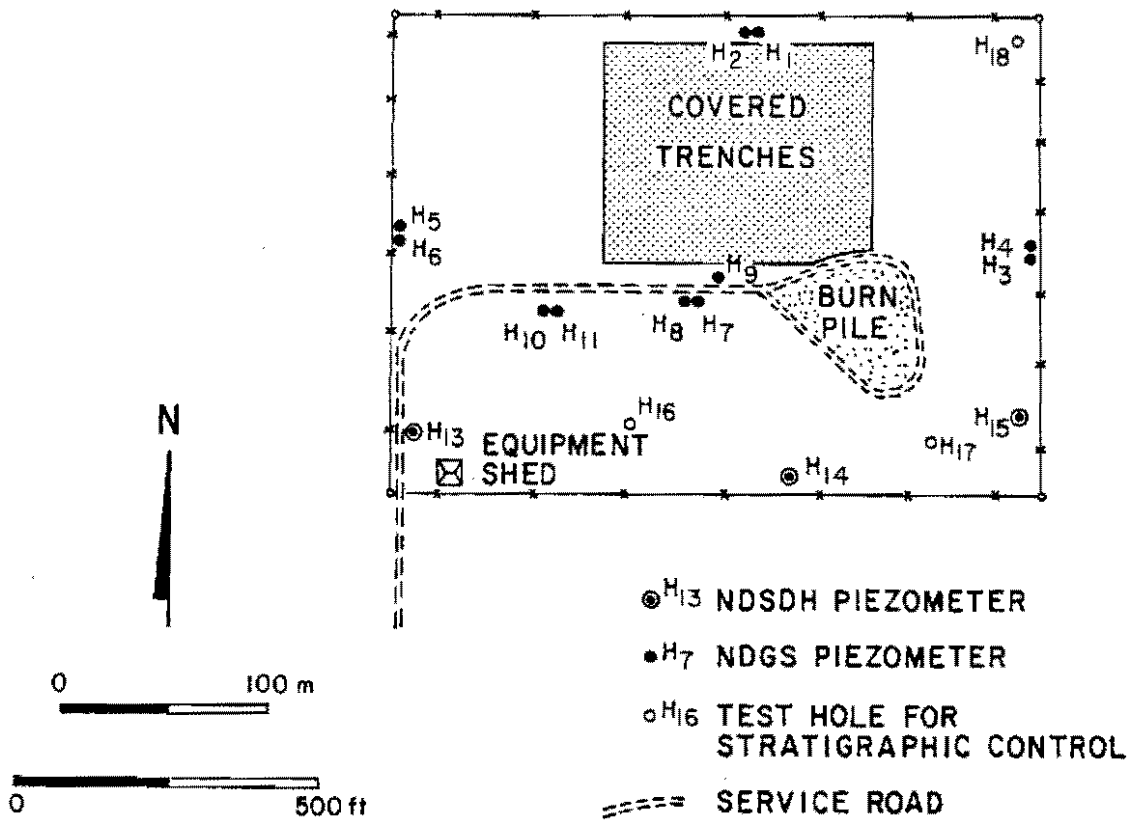 H2 H1
H18
COVERED
TRENCHES
H5
H6
H4
H3
H9
BURN
PILE
H10 H11
H8 H7
N
H13
H16
H15
EQUIPMENT
SHED
H17
H14
H13 NDSDH PIEZOMETER
H7 NDGS PIEZOMETER
H16 TEST HOLE FOR
STRATIGRAPHIC CONTROL
SERVICE ROAD
0 100 m
0 500 ft